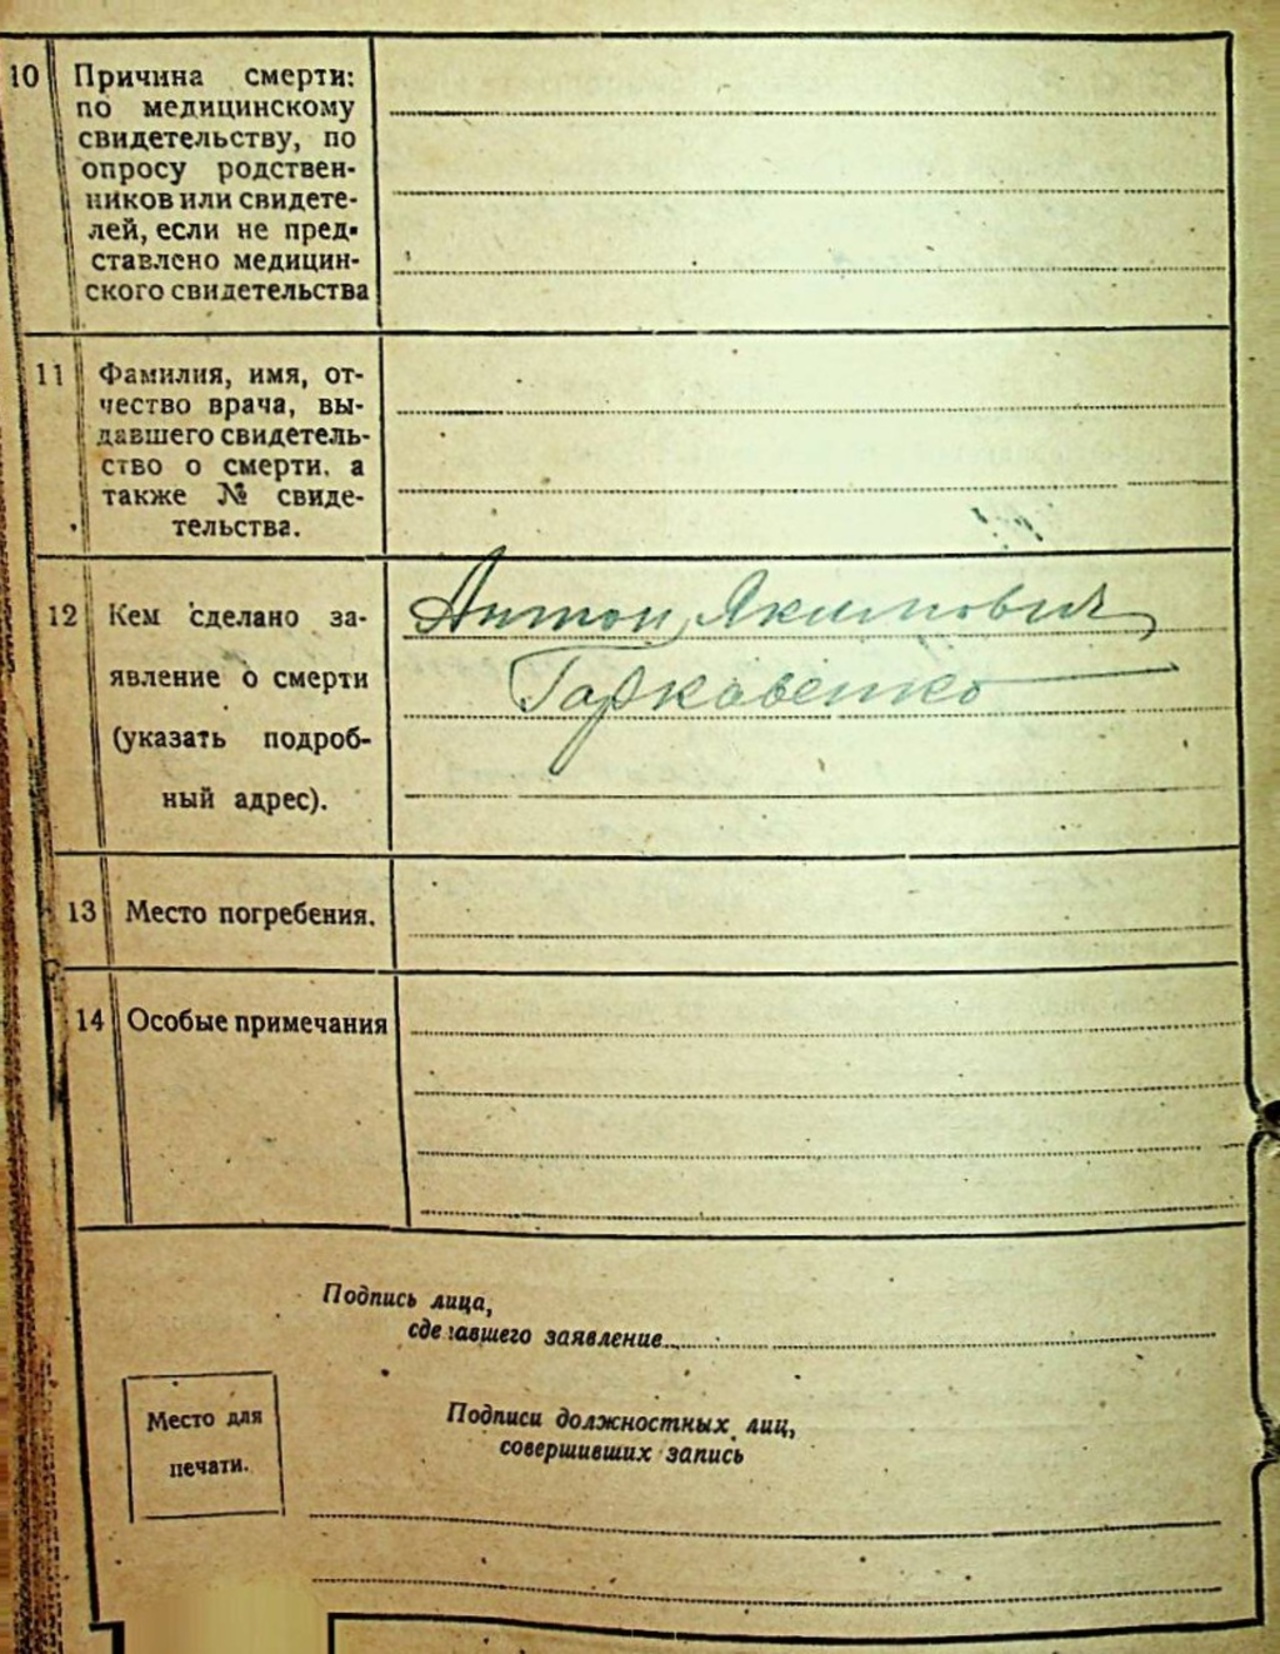 10 Причина смерти:
по медицинскому
свидетельству, по
опросу родствен-
ников или свидете-
лей, если не пред-
ставлено медицин-
ского свидетельства
11 Фамилия, имя, от-
чество врача, вы-
давшего свидетель-
ство о смерти, а
также № свиде-
тельства.
12 Кем сделано за-
явление о смерти
(указать подроб-
ный адрес).
Антон Якимович
Гаркавенко
13 Место погребения.
14 Особые примечания
Подпись лица,
сделавшего заявление
Место для
печати.
Подписи должностных лиц,
совершивших запись